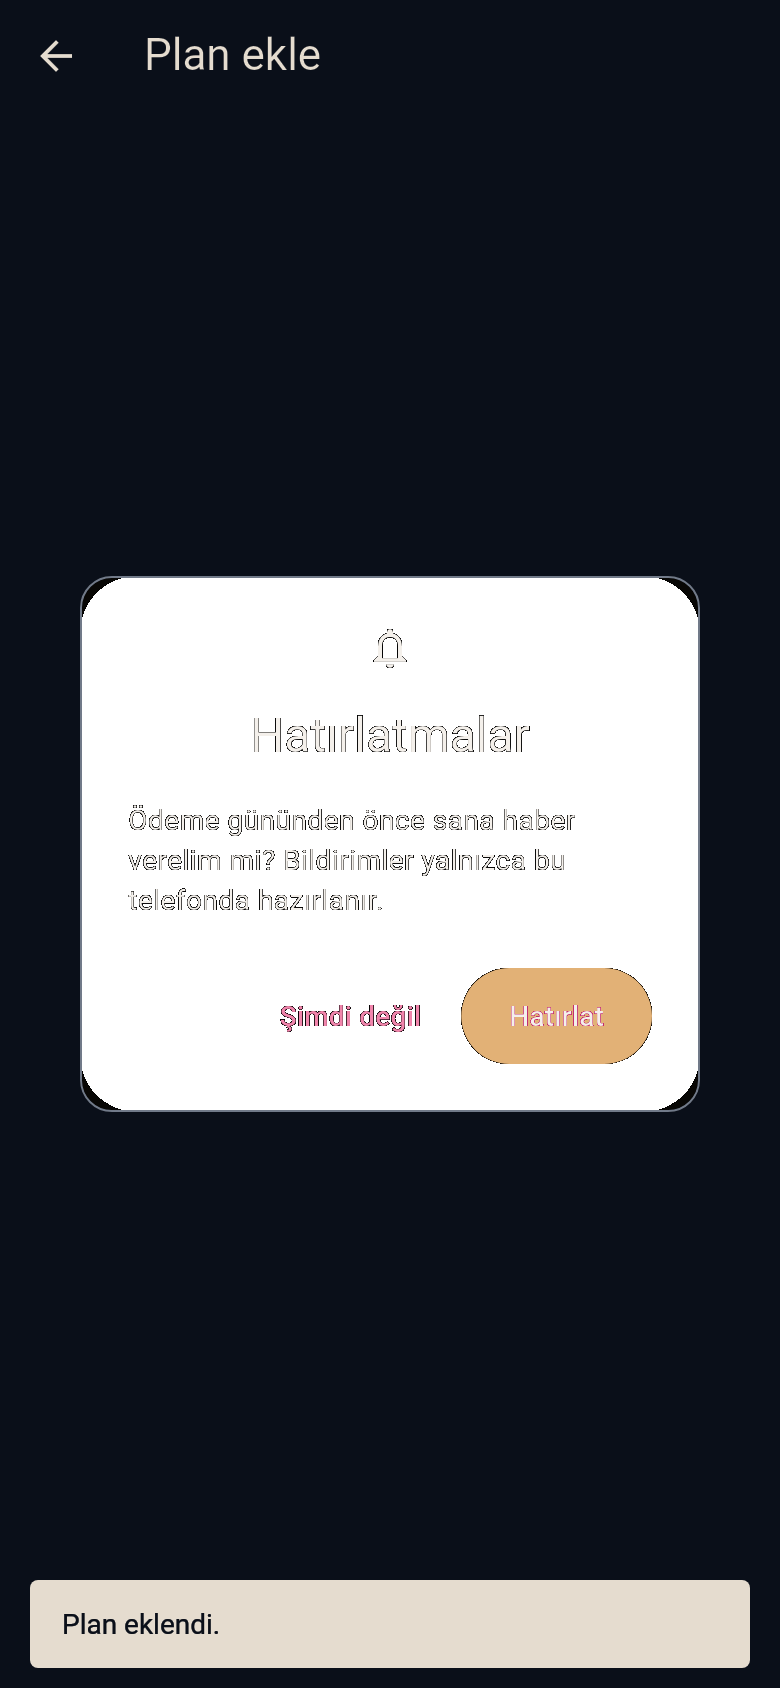 Plan ekle
Hatırlatmalar
Ödeme gününden önce sana haber
verelim mi? Bildirimler yalnızca bu
telefonda hazırlanır.
Şimdi değil
Hatırlat
Plan eklendi.